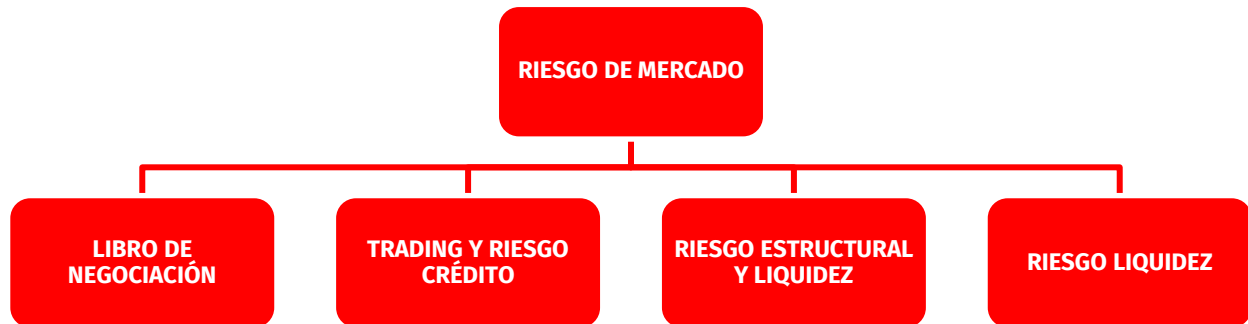 RIESGO DE MERCADO
LIBRO DE
NEGOCIACIÓN
TRADING Y RIESGO
CRÉDITO
RIESGO ESTRUCTURAL
Y LIQUIDEZ
RIESGO LIQUIDEZ